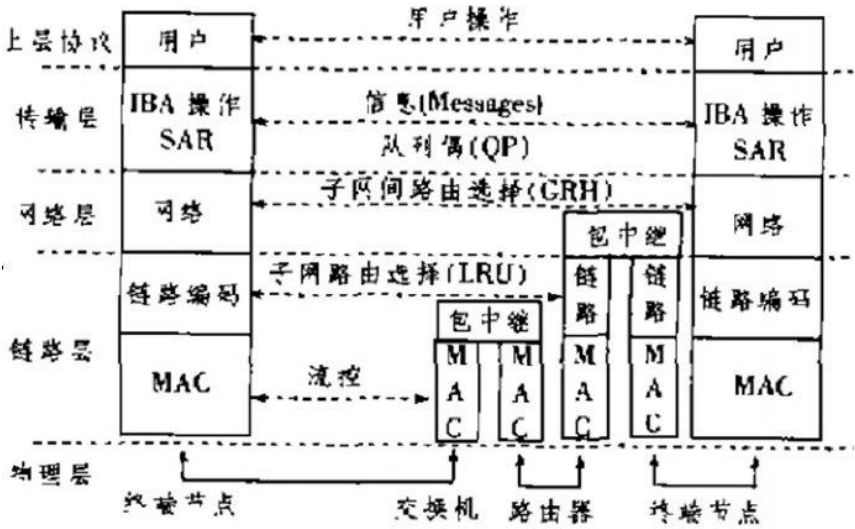 用户操作
上层协议 用户 用户
信息(Messages)
传输层 IBA 操作 SAR 队列偶(QP) IBA 操作 SAR
子网间路由选择(GRH)
网络层 网络 包中继 网络
子网路由选择(LRU)
链路编码 链路 链路 链路编码
包中继
链路层 MAC 流控 MAC MAC MAC MAC MAC
物理层
终端节点 交换机 路由器 终端节点